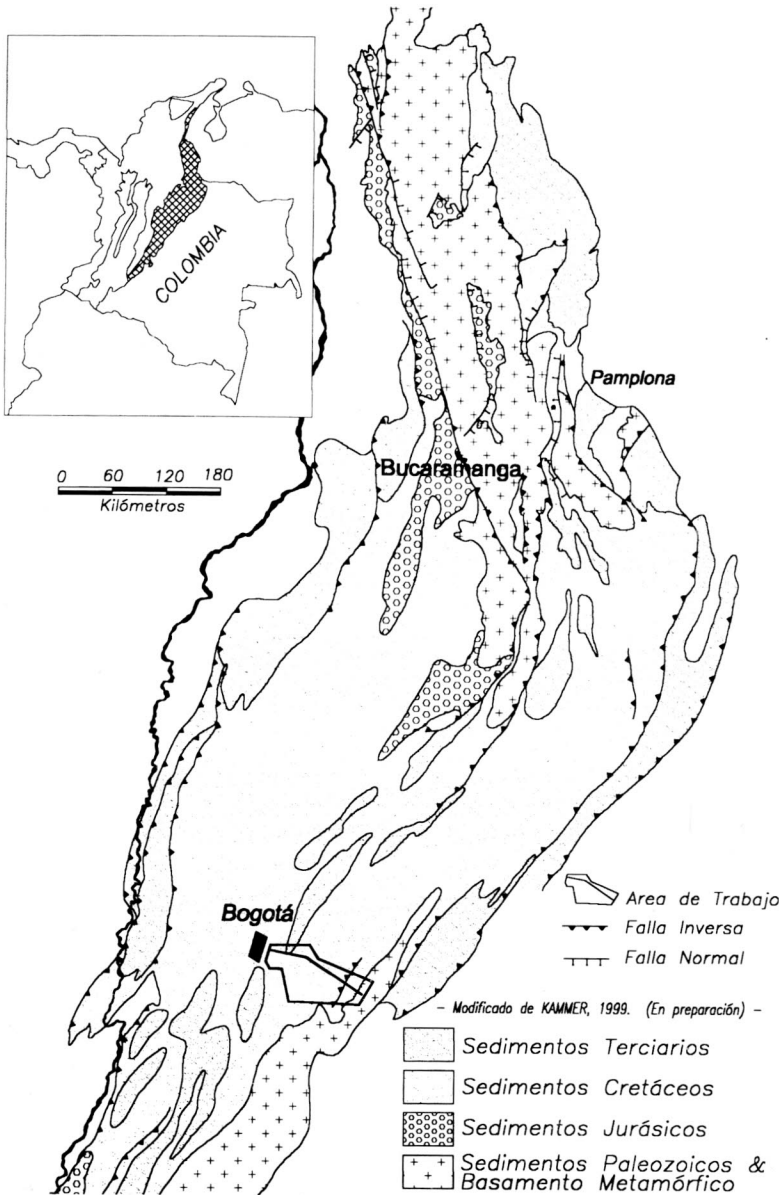 COLOMBIA
Pamplona
Bucaramanga
0 60 120 180
Kilómetros
Bogotá
Area de Trabajo
Falla Inversa
Falla Normal
- Modificado de KAMMER, 1999. (En preparación) -
Sedimentos Terciarios
Sedimentos Cretáceos
Sedimentos Jurásicos
Sedimentos Paleozoicos &
Basamento Metamórfico